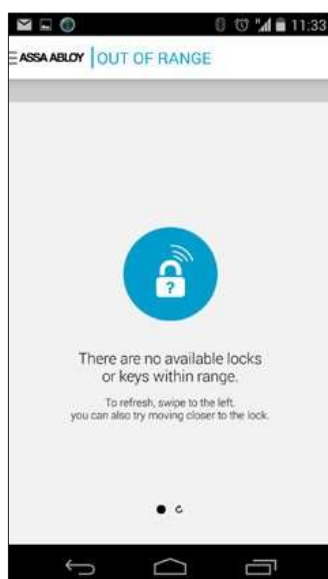 11:33
ASSA ABLOY OUT OF RANGE
?
There are no available locks
or keys within range.
To refresh, swipe to the left.
you can also try moving closer to the lock.